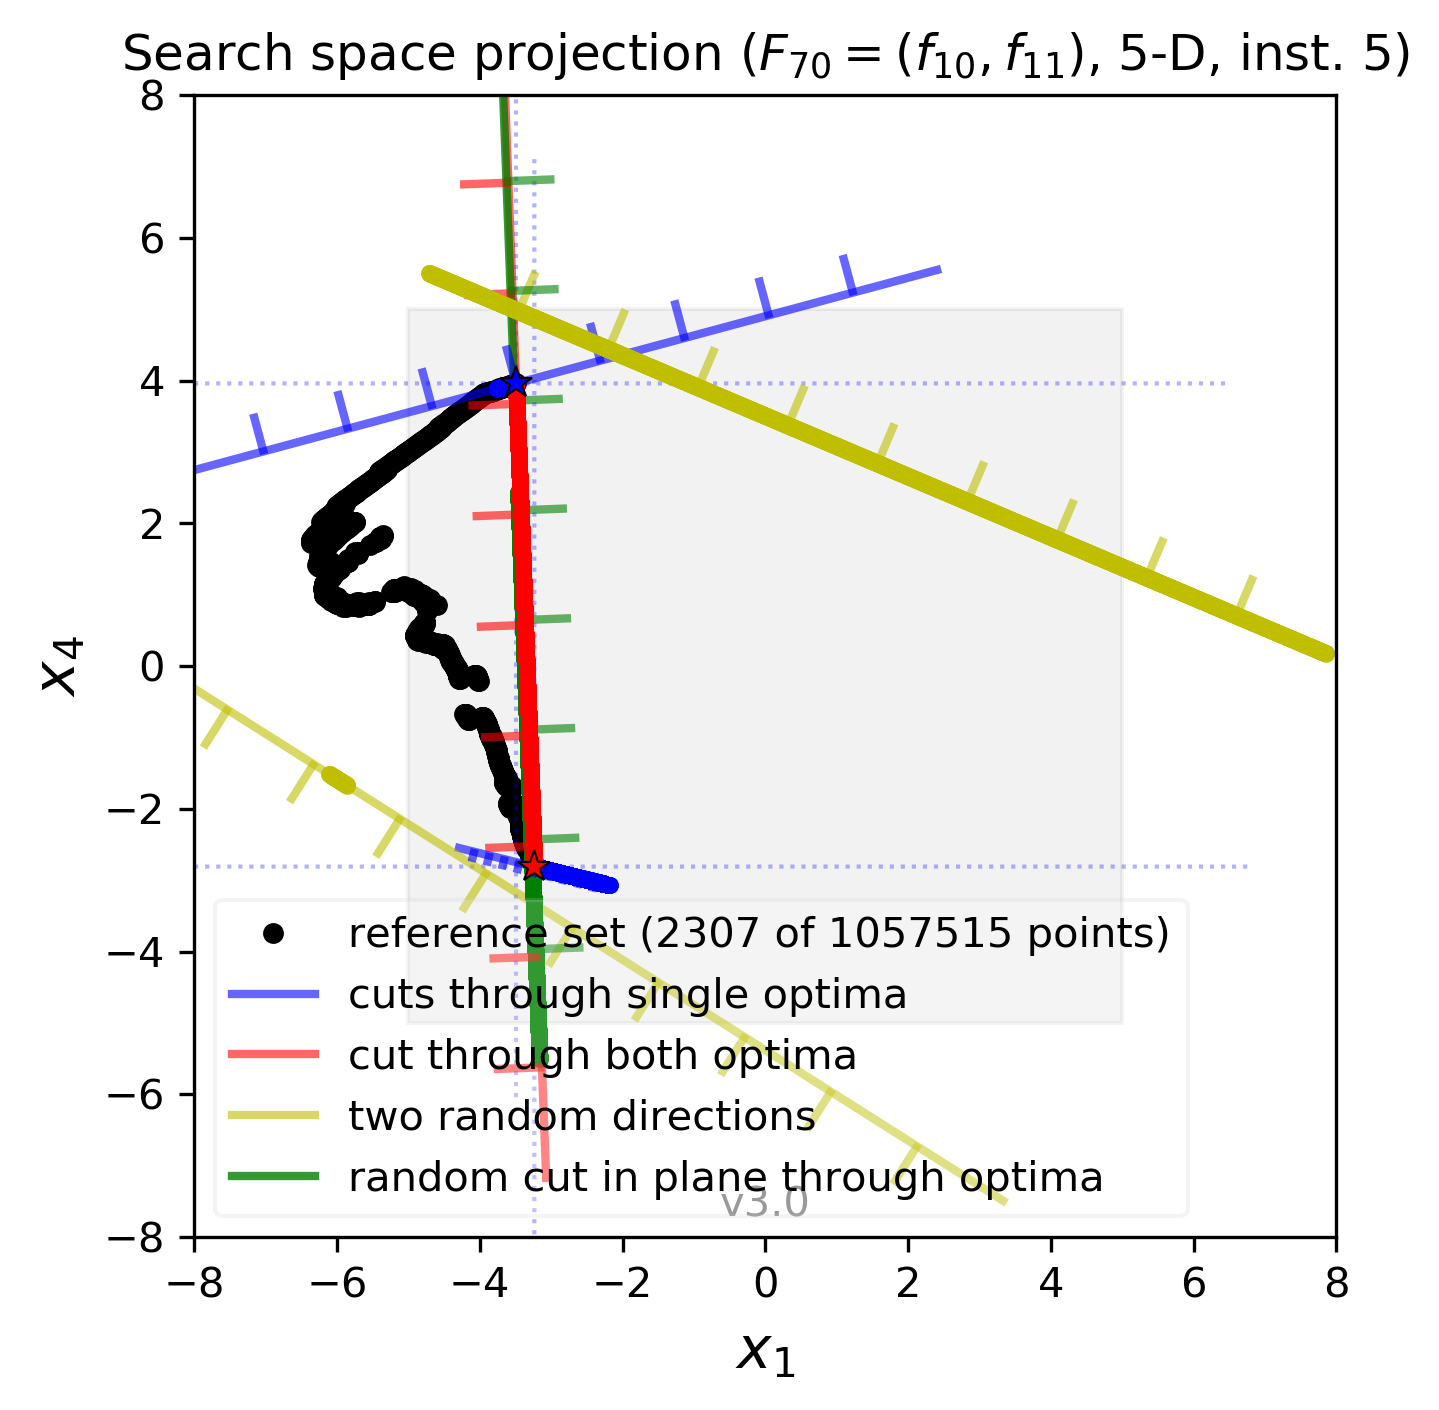 Search space projection (F70 = (f10, f11), 5-D, inst. 5)
8
6
4
2
0
−2
−4
−6
−8
x4
reference set (2307 of 1057515 points)
cuts through single optima
cut through both optima
two random directions
random cut in plane through optima
v3.0
−8 −6 −4 −2 0 2 4 6 8
x1